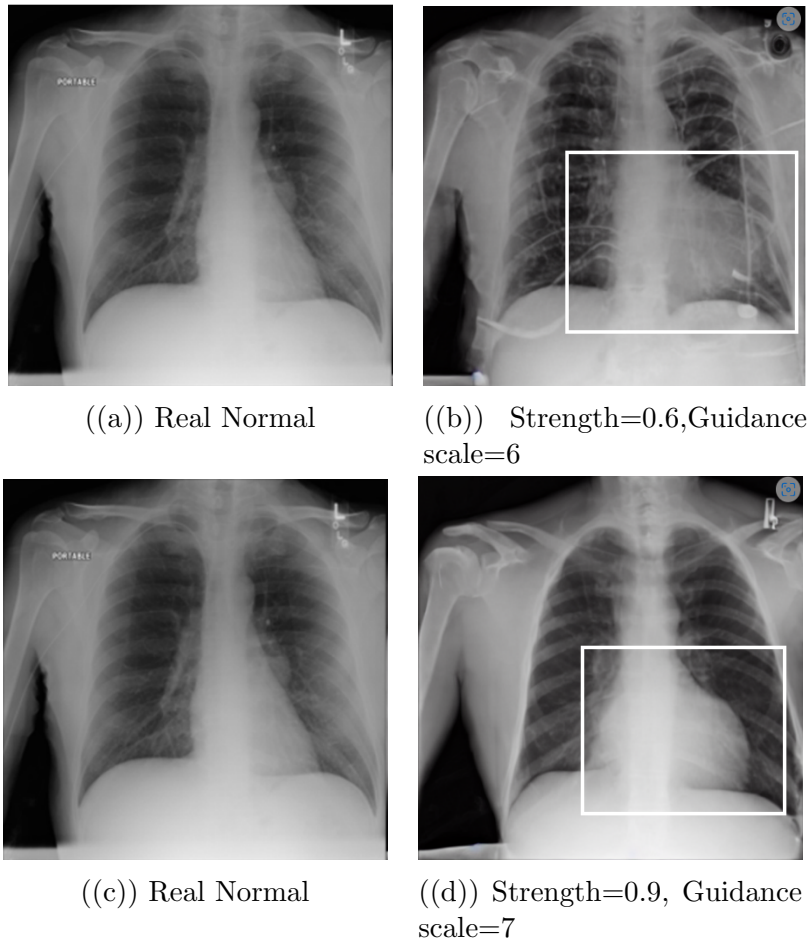 PORTABLE
L
((a)) Real Normal
((b)) Strength=0.6,Guidance
scale=6
PORTABLE
L
((c)) Real Normal
((d)) Strength=0.9, Guidance
scale=7